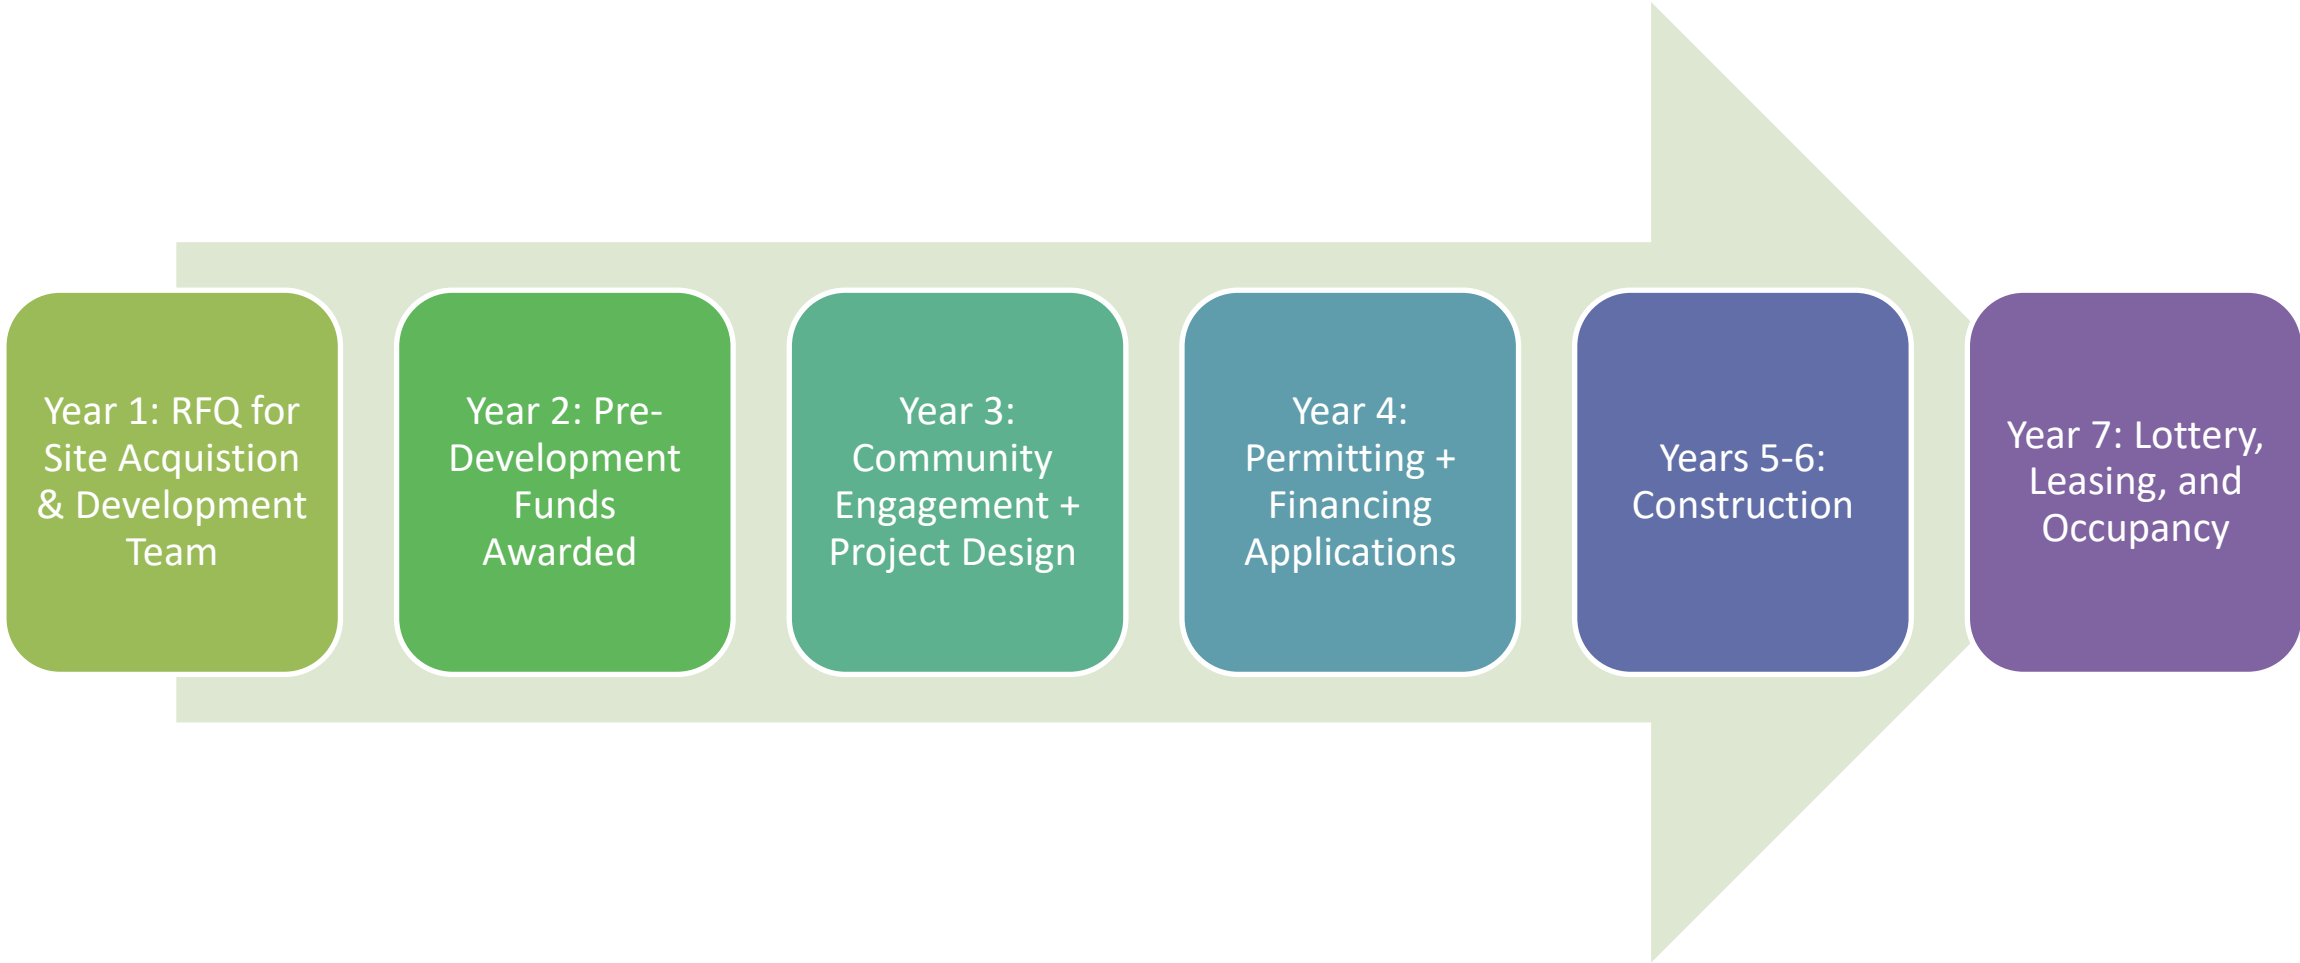 Year 1: RFQ for
Site Acquistion
& Development
Team
Year 2: Pre-
Development
Funds
Awarded
Year 3:
Community
Engagement +
Project Design
Year 4:
Permitting +
Financing
Applications
Years 5-6:
Construction
Year 7: Lottery,
Leasing, and
Occupancy